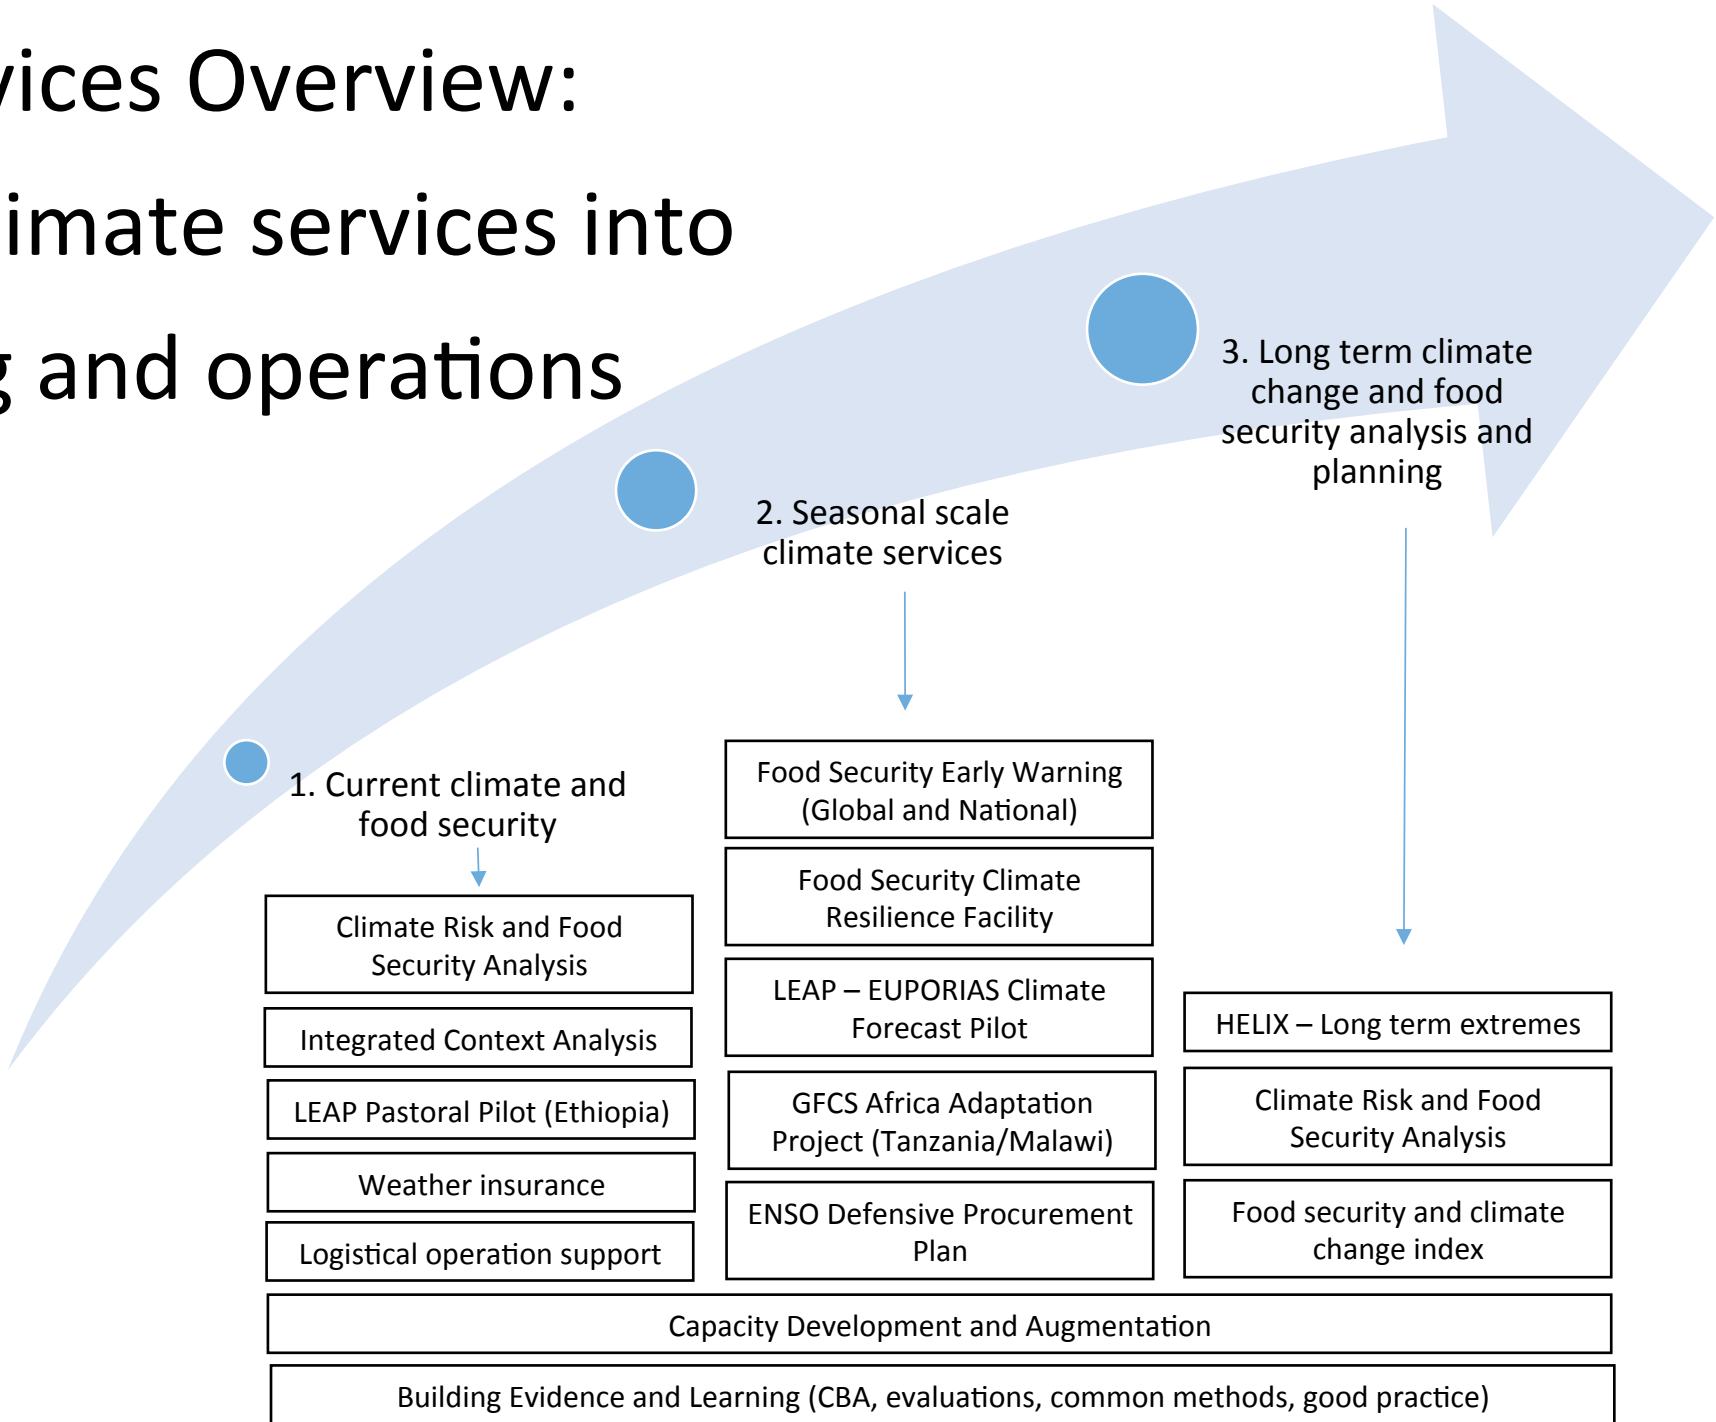 vices Overview:
imate services into
g and operations
3. Long term climate
change and food
security analysis and
planning
2. Seasonal scale
climate services
1. Current climate and
food security
Climate Risk and Food
Security Analysis
Integrated Context Analysis
LEAP Pastoral Pilot (Ethiopia)
Weather insurance
Logistical operation support
Food Security Early Warning
(Global and National)
Food Security Climate
Resilience Facility
LEAP – EUPORIAS Climate
Forecast Pilot
GFCS Africa Adaptation
Project (Tanzania/Malawi)
ENSO Defensive Procurement
Plan
HELIX – Long term extremes
Climate Risk and Food
Security Analysis
Food security and climate
change index
Capacity Development and Augmentation
Building Evidence and Learning (CBA, evaluations, common methods, good practice)